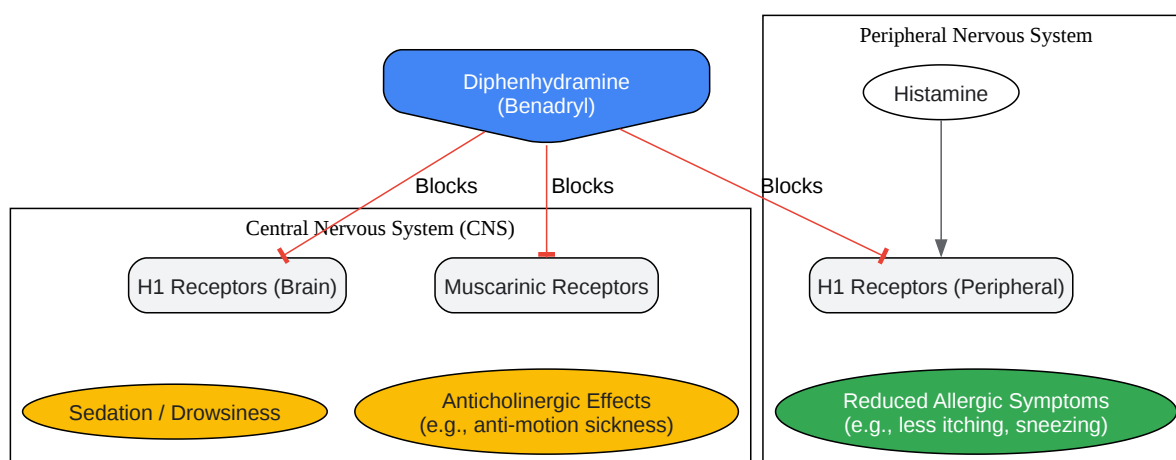 Peripheral Nervous System
Diphenhydramine
(Benadryl)
Histamine
Blocks
Blocks
Blocks
Central Nervous System (CNS)
H1 Receptors (Brain)
Muscarinic Receptors
H1 Receptors (Peripheral)
Sedation / Drowsiness
Anticholinergic Effects
(e.g., anti-motion sickness)
Reduced Allergic Symptoms
(e.g., less itching, sneezing)